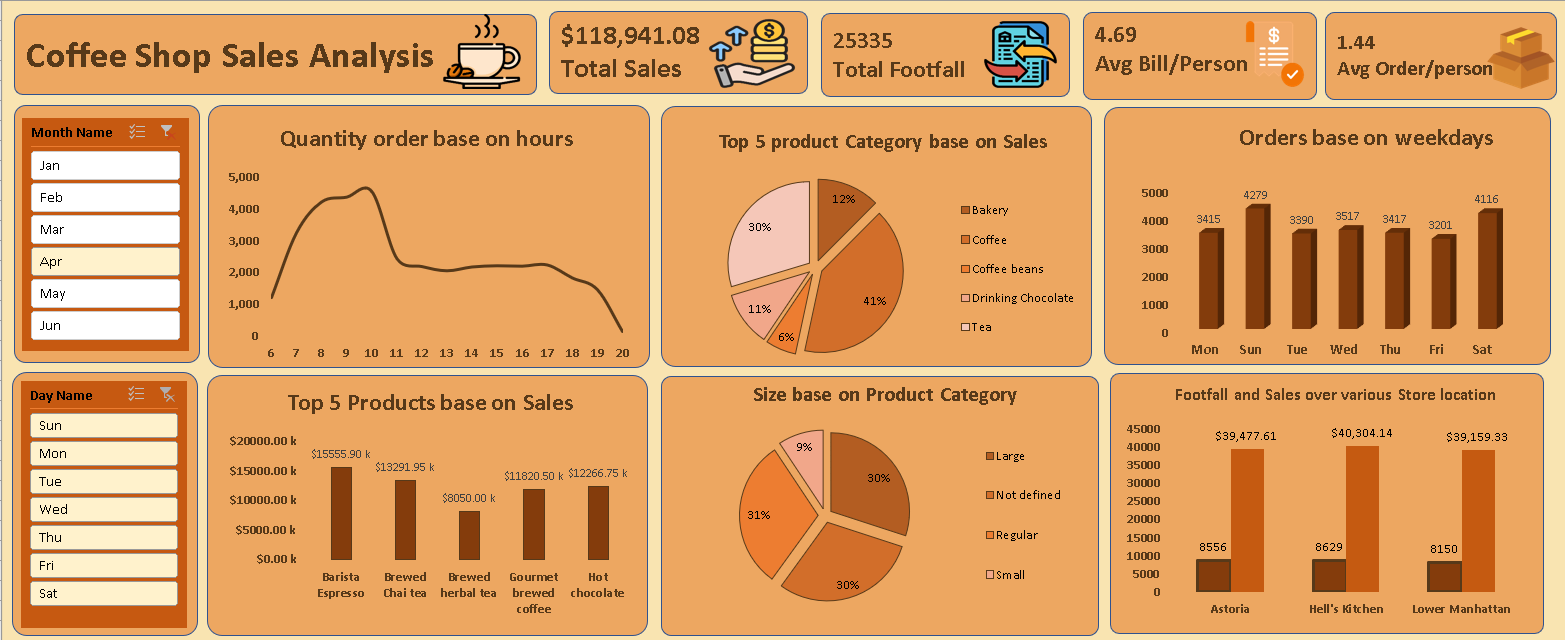 Coffee Shop Sales Analysis
$118,941.08
Total Sales
25335
Total Footfall
4.69
Avg Bill/Person
1.44
Avg Order/person
Month Name
Jan
Feb
Mar
Apr
May
Jun
Quantity order base on hours
5,000
4,000
3,000
2,000
1,000
0
6 7 8 9 10 11 12 13 14 15 16 17 18 19 20
Top 5 product Category base on Sales
12%
41%
6%
11%
30%
Bakery
Coffee
Coffee beans
Drinking Chocolate
Tea
Orders base on weekdays
5000
4000
3000
2000
1000
0
3415 4279 3390 3517 3417 3201 4116
Mon Sun Tue Wed Thu Fri Sat
Day Name
Sun
Mon
Tue
Wed
Thu
Fri
Sat
Top 5 Products base on Sales
$20000.00 k
$15000.00 k
$10000.00 k
$5000.00 k
$0.00 k
$15555.90 k $13291.95 k $8050.00 k $11820.50 k $12266.75 k
Barista
Espresso
Brewed
Chai tea
Brewed
herbal tea
Gourmet
brewed
coffee
Hot
chocolate
Size base on Product Category
30%
30%
31%
9%
Large
Not defined
Regular
Small
Footfall and Sales over various Store location
45000
40000
35000
30000
25000
20000
15000
10000
5000
0
$39,477.61 $40,304.14 $39,159.33
8556 8629 8150
Astoria Hell's Kitchen Lower Manhattan